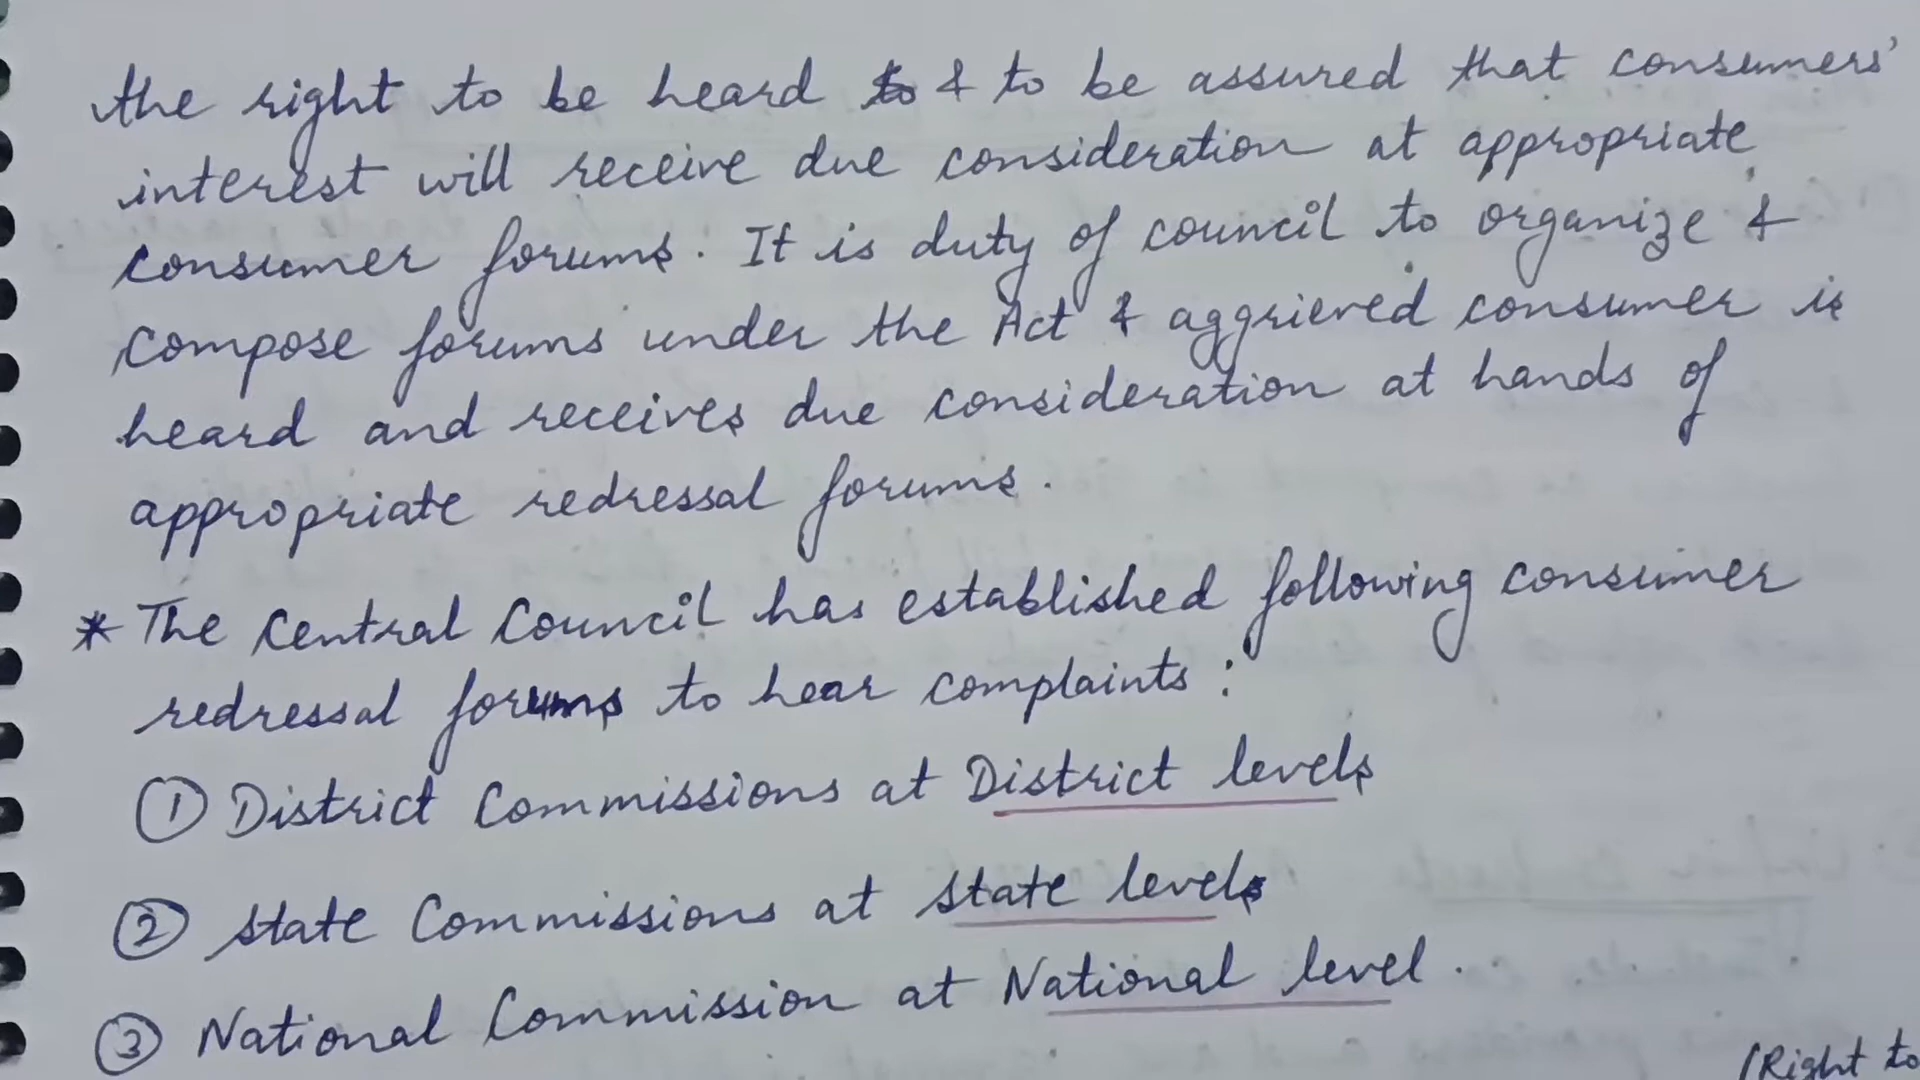 the right to be heard to & to be assured that consumers'
interest will receive due consideration at appropriate
consumer forums. It is duty of council to organize &
compose forums under the Act & aggrieved consumer is
heard and receives due consideration at hands of
appropriate redressal forums.
* The Central Council has established following consumer
redressal forums to hear complaints:
① District Commissions at District levels
② State Commissions at State levels
③ National Commission at National level.
(Right to